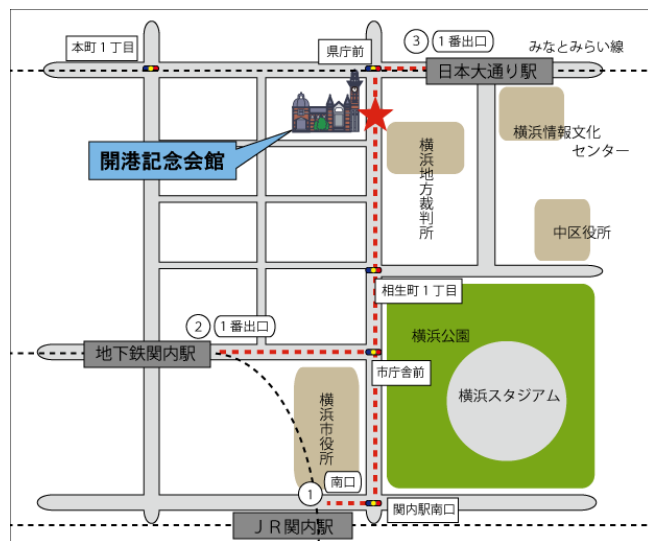 本町1丁目
県庁前
③ 1番出口
みなとみらい線
日本大通り駅
開港記念会館
横浜情報文化
センター
横浜地方裁判所
中区役所
相生町1丁目
② 1番出口
地下鉄関内駅
市庁舎前
横浜公園
横浜スタジアム
横浜市役所
① 南口
関内駅南口
JR関内駅